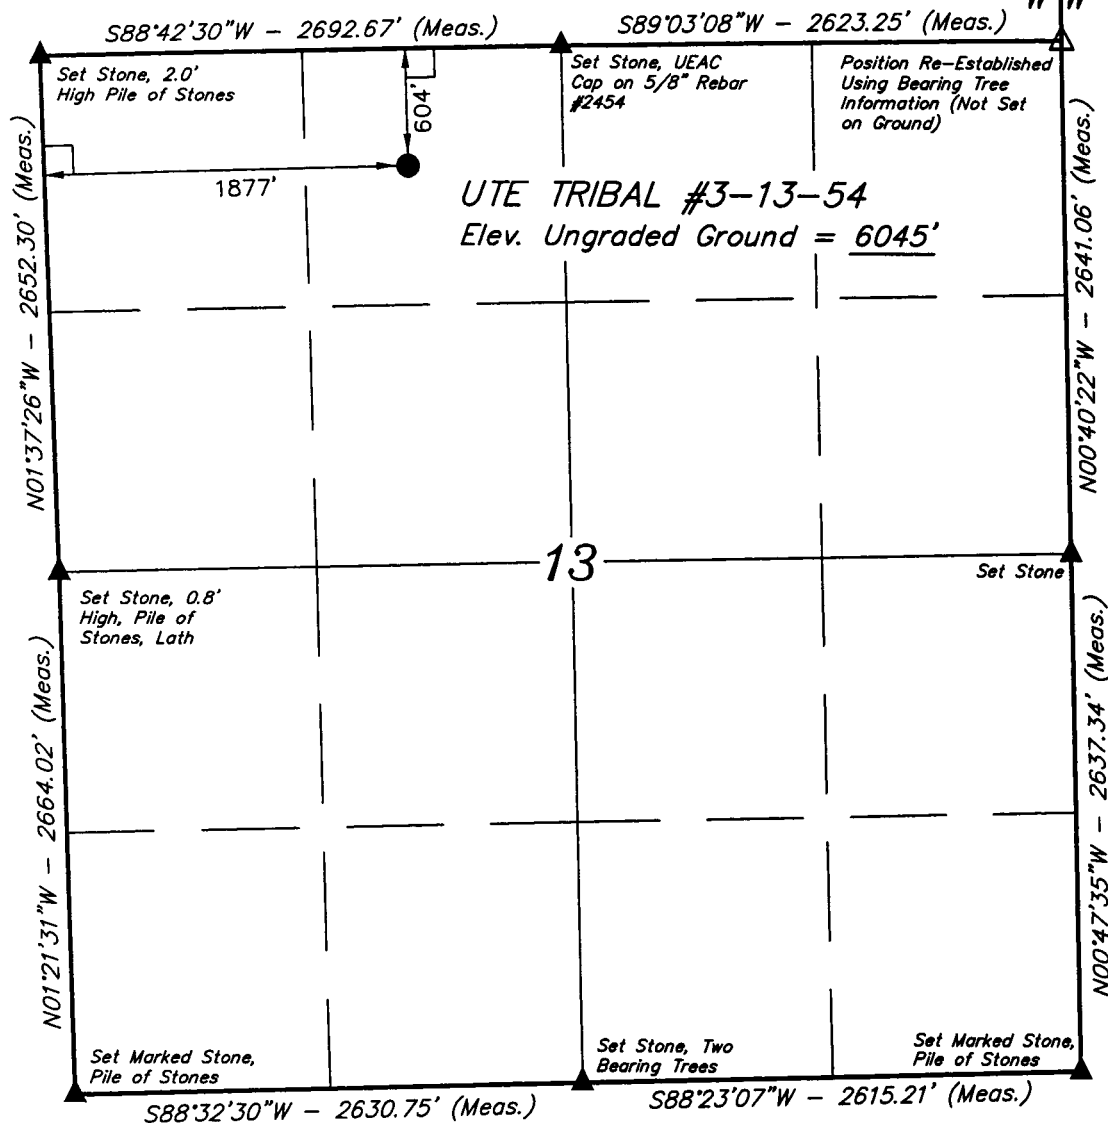 S88°42'30"W – 2692.67' (Meas.)
S89°03'08"W – 2623.25' (Meas.)
Set Stone, 2.0'
High Pile of Stones
Set Stone, UEAC
Cap on 5/8" Rebar
#2454
Position Re-Established
Using Bearing Tree
Information (Not Set
on Ground)
604'
1877'
UTE TRIBAL #3-13-54
Elev. Ungraded Ground = 6045'
N01°37'26"W – 2652.30' (Meas.)
N00°40'22"W – 2641.06' (Meas.)
13
Set Stone
Set Stone, 0.8'
High, Pile of
Stones, Lath
N01°21'31"W – 2664.02' (Meas.)
N00°47'35"W – 2637.34' (Meas.)
Set Marked Stone,
Pile of Stones
Set Stone, Two
Bearing Trees
Set Marked Stone,
Pile of Stones
S88°32'30"W – 2630.75' (Meas.)
S88°23'07"W – 2615.21' (Meas.)